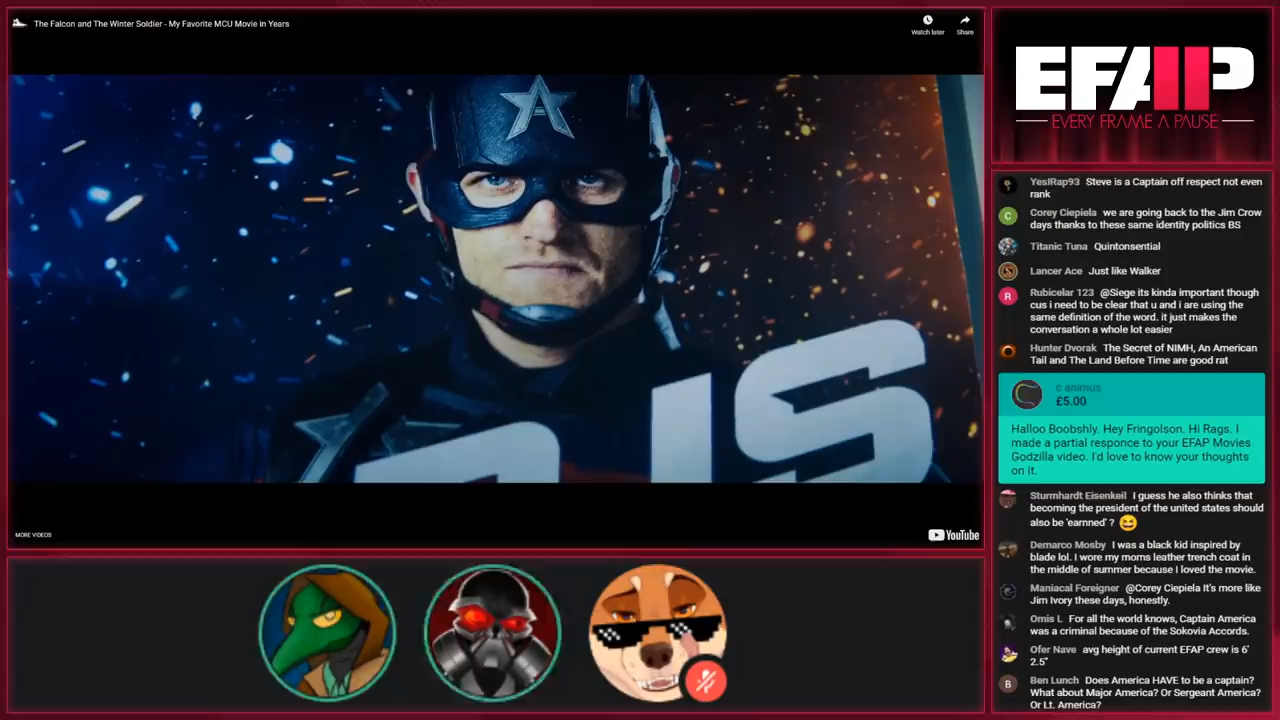 The Falcon and The Winter Soldier - My Favorite MCU Movie in Years
Watch later
Share
MORE VIDEOS
YouTube
EFAP
EVERY FRAME A PAUSE
YesIRap93 Steve is a Captain off respect not even
rank
Corey Ciepiela we are going back to the Jim Crow
days thanks to these same identity politics BS
Titanic Tuna Quintonsential
Lancer Ace Just like Walker
Rubicelar 123 @Siege its kinda important though
cus i need to be clear that u and i are using the
same definition of the word. it just makes the
conversation a whole lot easier
Hunter Dvorak The Secret of NIMH, An American
Tail and The Land Before Time are good rat
c animus
£5.00
Halloo Boobshly. Hey Fringolson. Hi Rags. I
made a partial responce to your EFAP Movies
Godzilla video. I'd love to know your thoughts
on it.
Sturmhardt Eisenkeil I guess he also thinks that
becoming the president of the united states should
also be 'earnned' ? 😆
Demarco Mosby I was a black kid inspired by
blade lol. I wore my moms leather trench coat in
the middle of summer because I loved the movie.
Maniacal Foreigner @Corey Ciepiela It's more like
Jim Ivory these days, honestly.
Omis L For all the world knows, Captain America
was a criminal because of the Sokovia Accords.
Ofer Nave avg height of current EFAP crew is 6'
2.5"
Ben Lunch Does America HAVE to be a captain?
What about Major America? Or Sergeant America?
Or Lt. America?